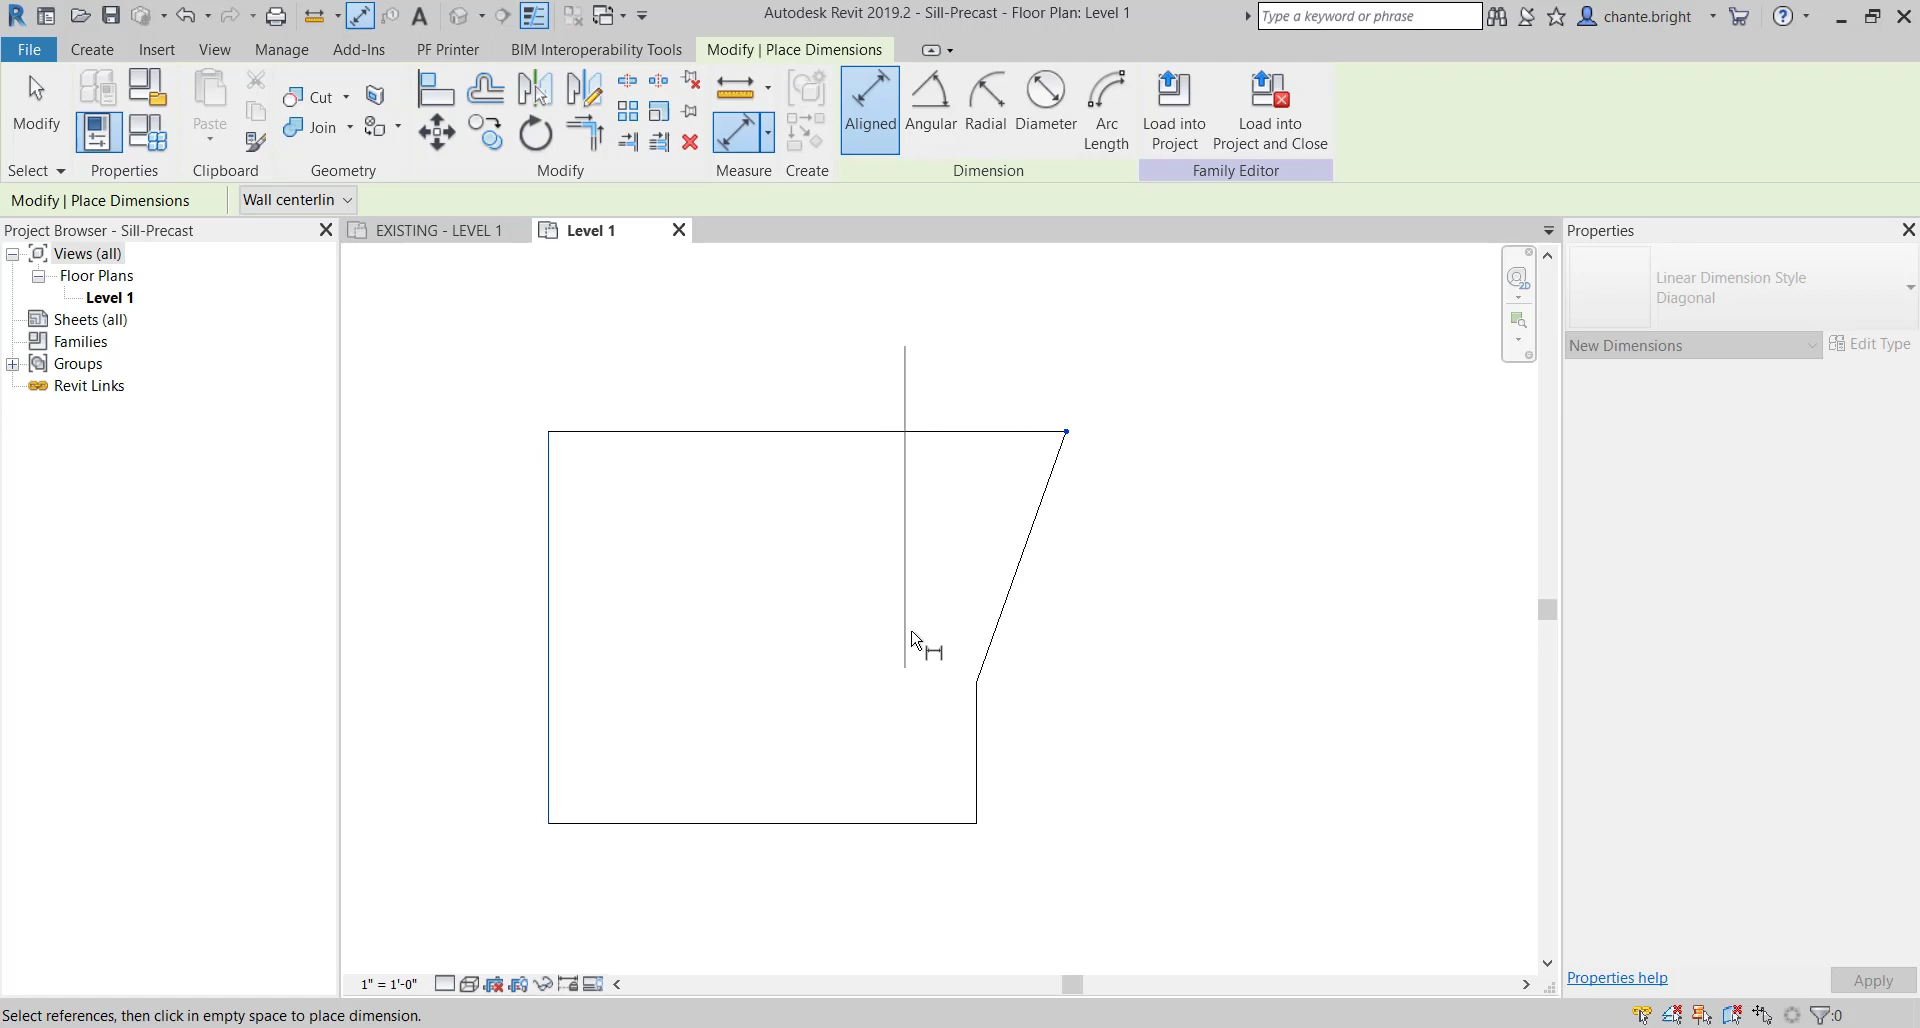 Autodesk Revit 2019.2 - Sill-Precast - Floor Plan: Level 1
Type a keyword or phrase
chante.bright
File Create Insert View Manage Add-Ins PF Printer BIM Interoperability Tools Modify | Place Dimensions
Modify
Paste
Cut
Join
Aligned Angular Radial Diameter Arc Length
Load into Project
Load into Project and Close
Select Properties Clipboard Geometry Modify Measure Create Dimension Family Editor
Modify | Place Dimensions
Wall centerlin
Project Browser - Sill-Precast
EXISTING - LEVEL 1
Level 1
Properties
Views (all)
Floor Plans
Level 1
Sheets (all)
Families
Groups
Revit Links
2D
Linear Dimension Style
Diagonal
New Dimensions
Edit Type
1" = 1'-0"
Properties help
Apply
Select references, then click in empty space to place dimension.
:0